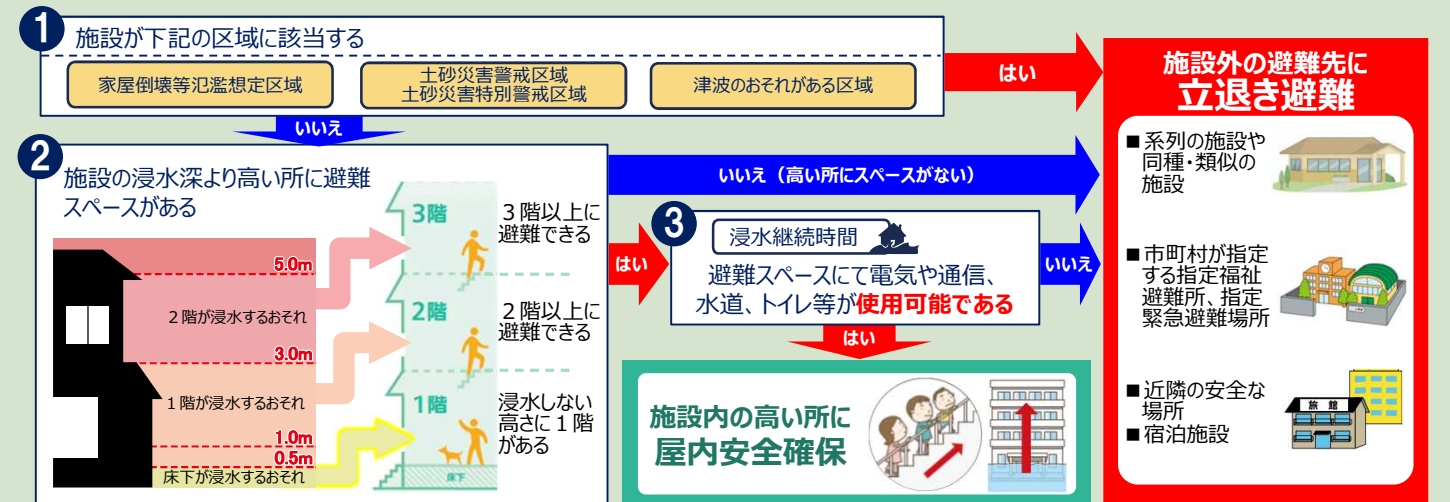 1
施設が下記の区域に該当する
家屋倒壊等氾濫想定区域
土砂災害警戒区域
土砂災害特別警戒区域
津波のおそれがある区域
はい
いいえ
2
施設の浸水深より高い所に避難
スペースがある
5.0m
2階が浸水するおそれ
3.0m
1階が浸水するおそれ
1.0m
0.5m
床下が浸水するおそれ
3階
3階以上に
避難できる
2階
2階以上に
避難できる
1階
浸水しない
高さに1階
がある
床下
いいえ(高い所にスペースがない)
はい
3
浸水継続時間
避難スペースにて電気や通信、
水道、トイレ等が使用可能である
いいえ
はい
施設内の高い所に
屋内安全確保
施設外の避難先に
立退き避難
■系列の施設や
同種・類似の
施設
■市町村が指定
する指定福祉
避難所、指定
緊急避難場所
■近隣の安全な
場所
■宿泊施設
旅館